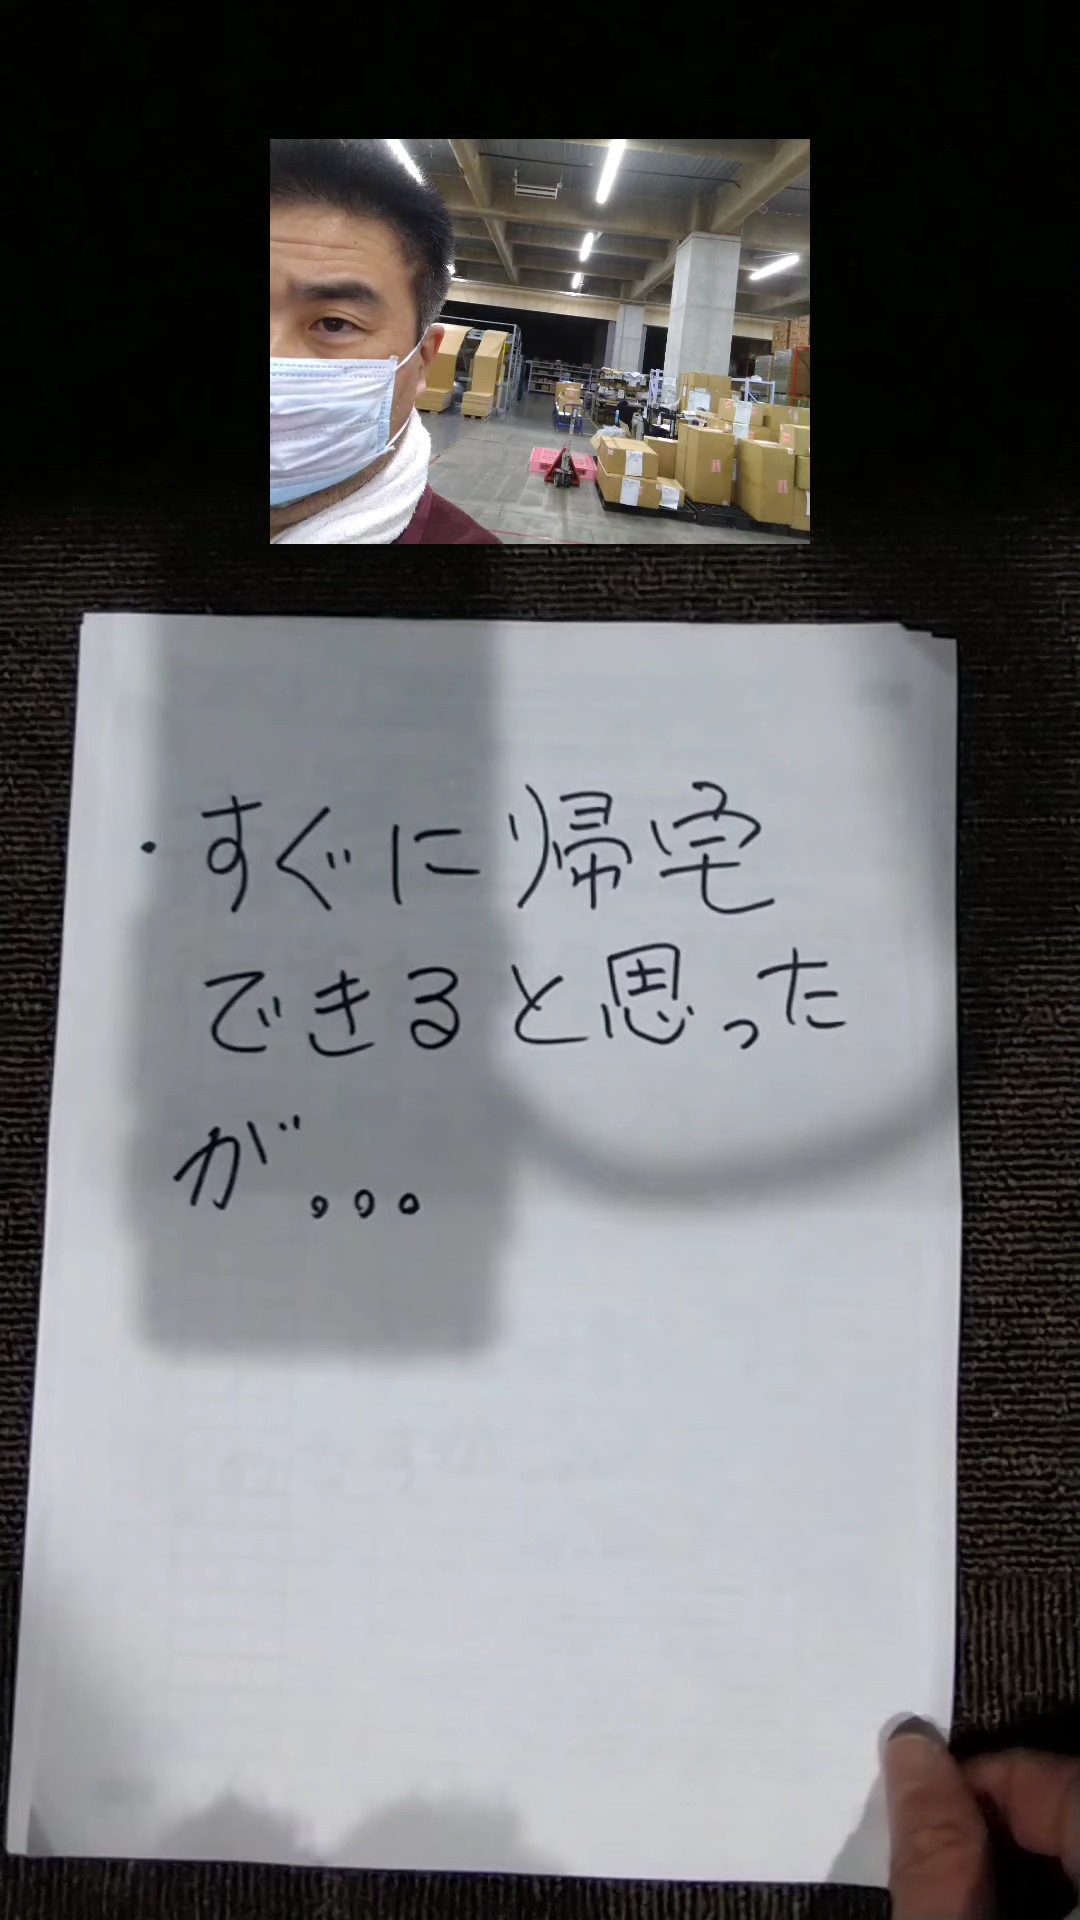 ・すぐに帰宅
できると思った
が。。。